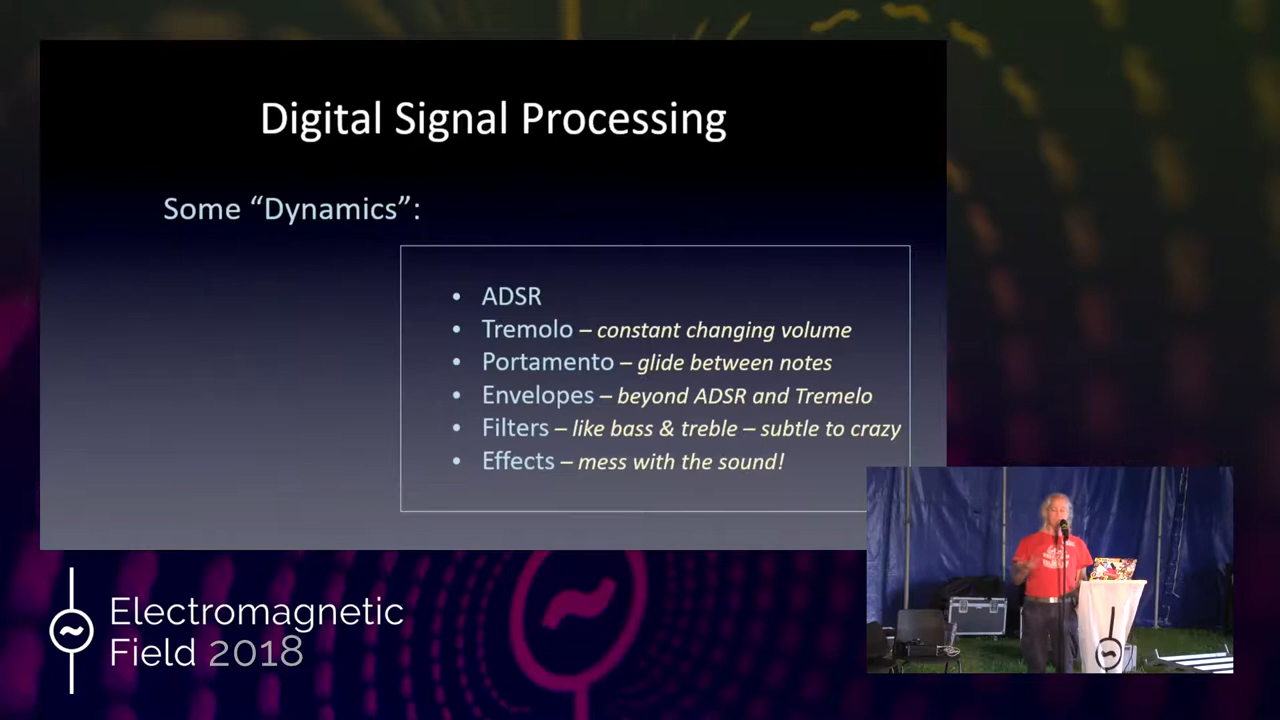 Digital Signal Processing
Some “Dynamics”:
• ADSR
• Tremolo – constant changing volume
• Portamento – glide between notes
• Envelopes – beyond ADSR and Tremelo
• Filters – like bass & treble – subtle to crazy
• Effects – mess with the sound!
Electromagnetic
Field 2018